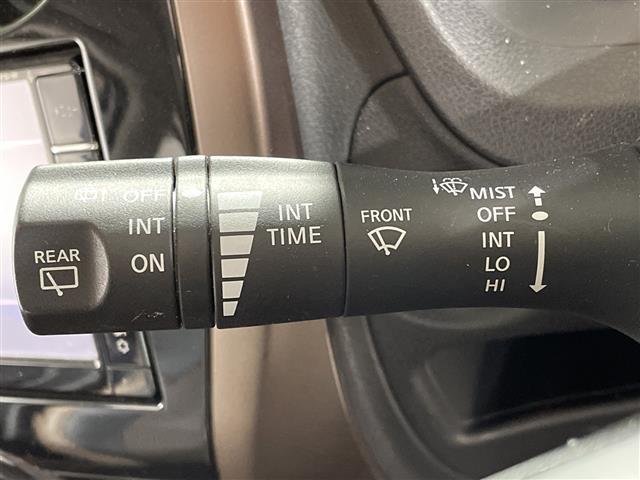 REAR
OFF
INT
ON
INT
TIME
FRONT
MIST
OFF
INT
LO
HI